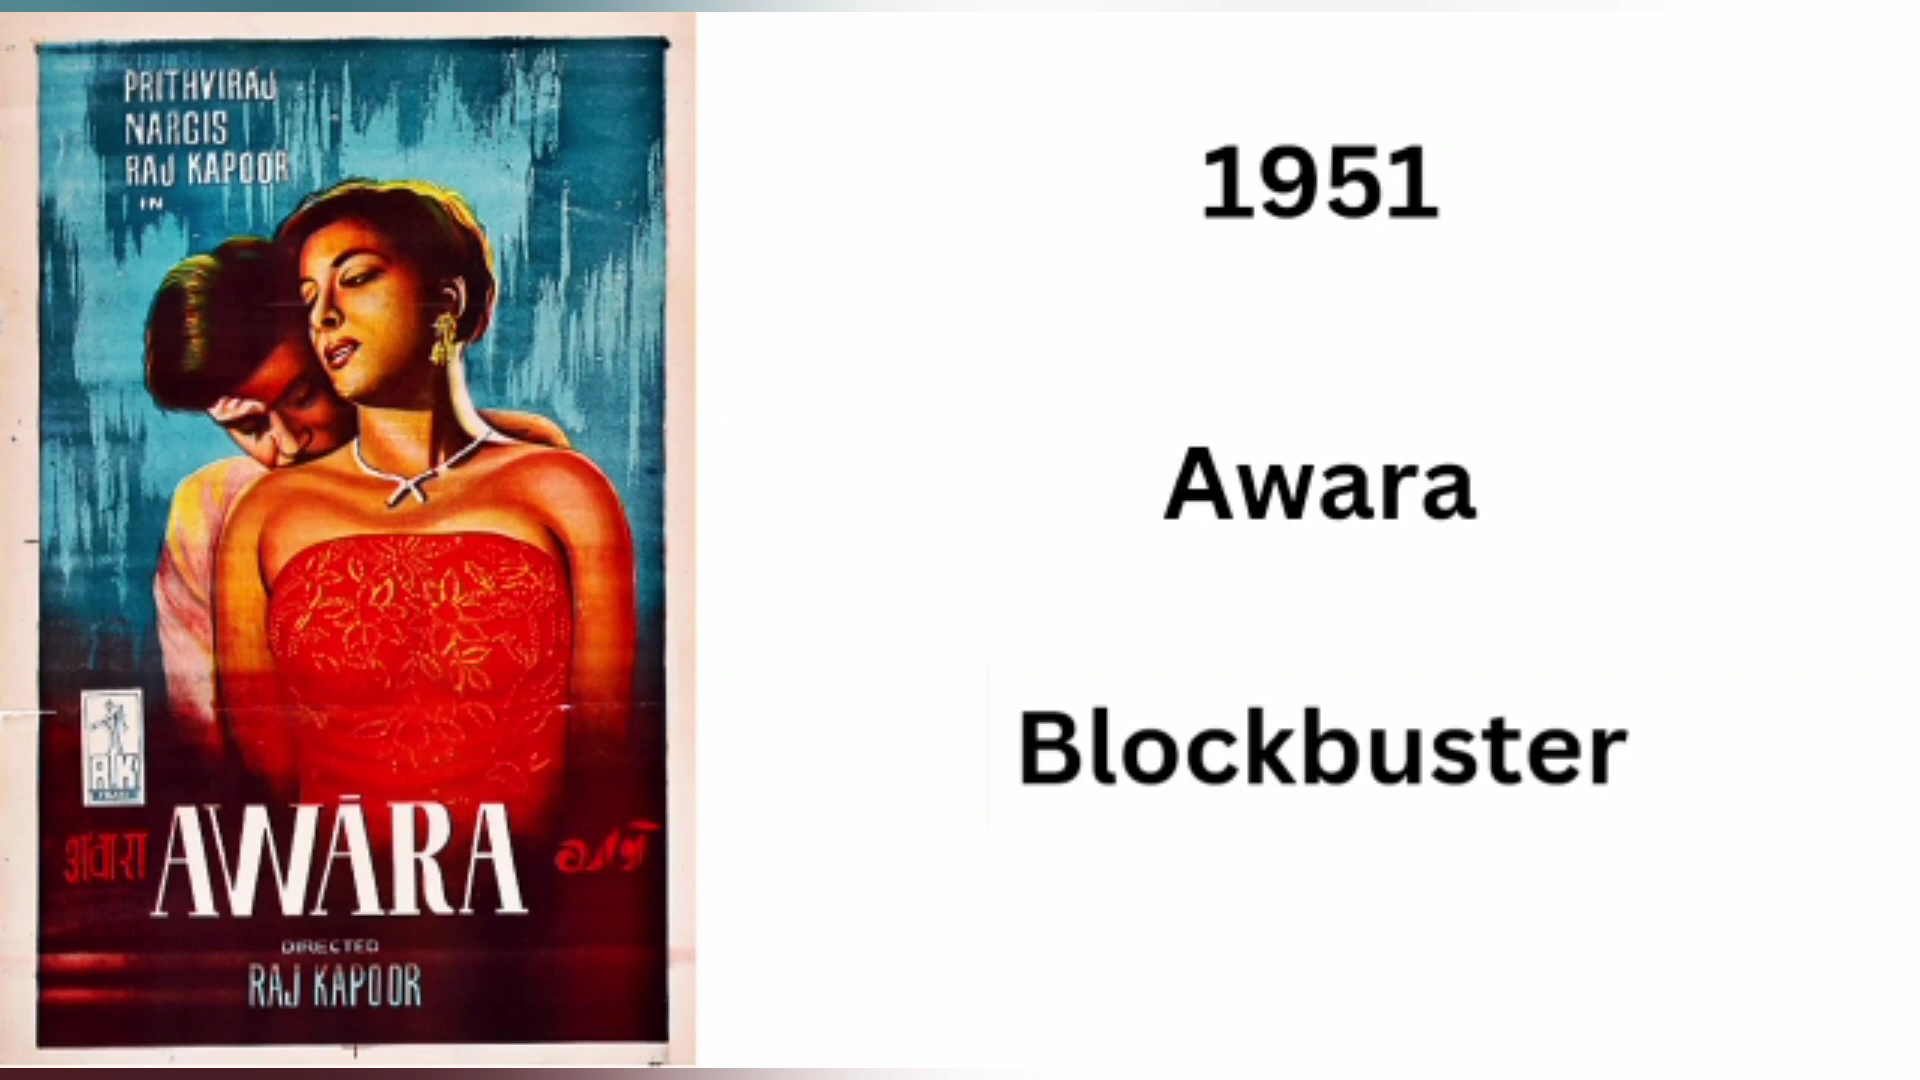 PRITHVIRAJ
NARGIS
RAJ KAPOOR
IN
आवारा AWĀRA
DIRECTED
RAJ KAPOOR
1951
Awara
Blockbuster